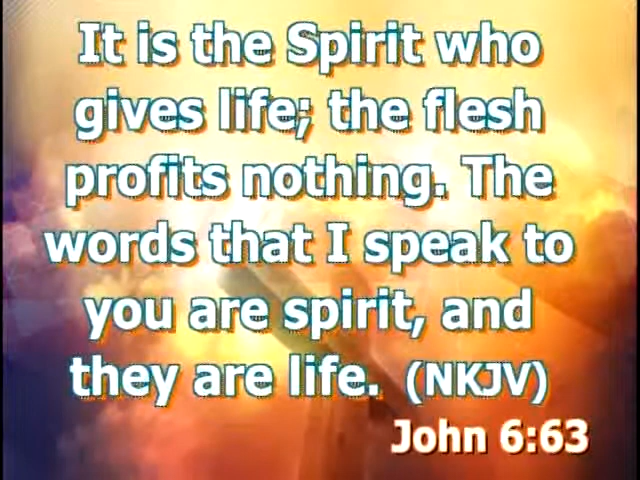 It is the Spirit who
gives life; the flesh
profits nothing. The
words that I speak to
you are spirit, and
they are life. (NKJV)
John 6:63